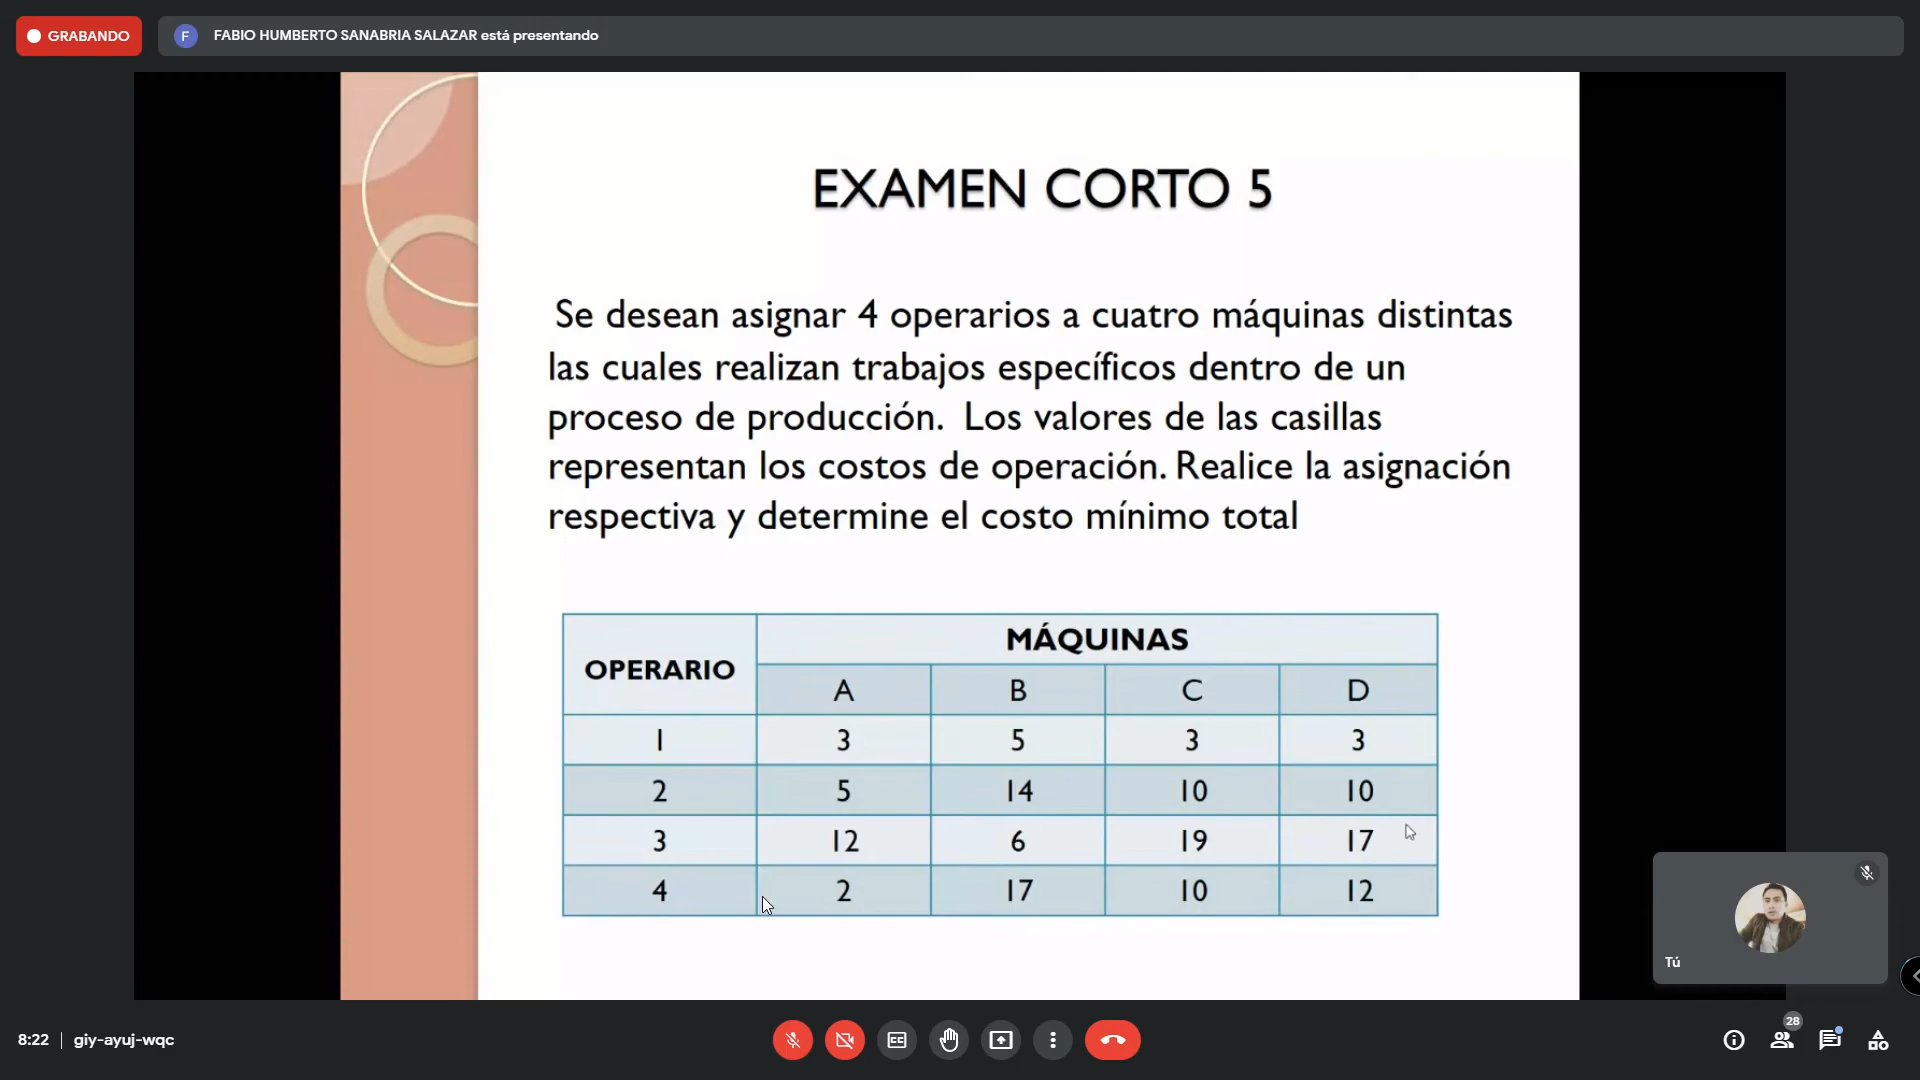 GRABANDO
F
FABIO HUMBERTO SANABRIA SALAZAR está presentando
EXAMEN CORTO 5
Se desean asignar 4 operarios a cuatro máquinas distintas
las cuales realizan trabajos específicos dentro de un
proceso de producción. Los valores de las casillas
representan los costos de operación. Realice la asignación
respectiva y determine el costo mínimo total
OPERARIO MÁQUINAS
A B C D
1 3 5 3 3
2 5 14 10 10
3 12 6 19 17
4 2 17 10 12
Tú
8:22 | giy-ayuj-wqc
28